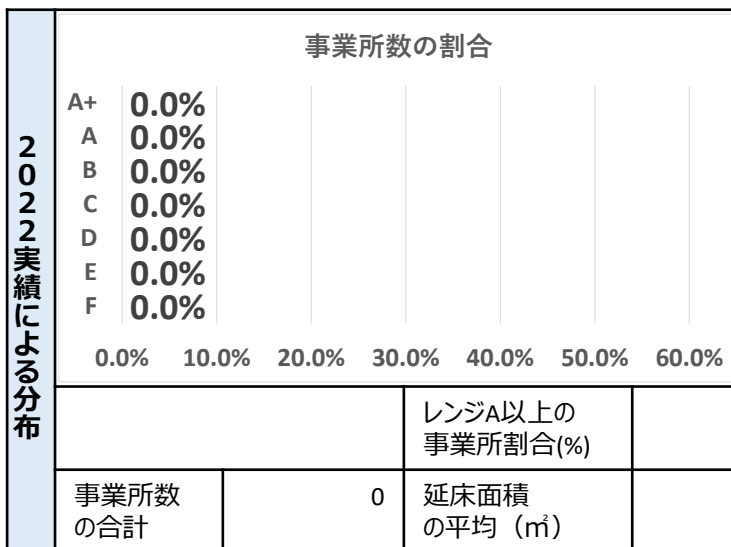 2022実績による分布
事業所数の割合
A+ 0.0%
A 0.0%
B 0.0%
C 0.0%
D 0.0%
E 0.0%
F 0.0%
0.0% 10.0% 20.0% 30.0% 40.0% 50.0% 60.0%
レンジA以上の
事業所割合(%)
事業所数
の合計
0
延床面積
の平均（㎡）